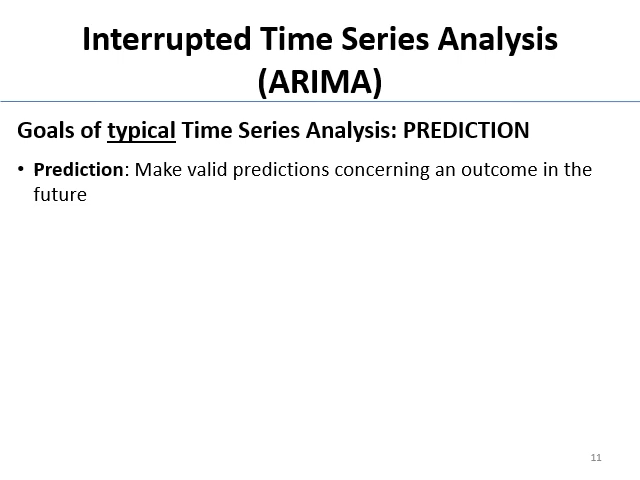 Interrupted Time Series Analysis
(ARIMA)
Goals of typical Time Series Analysis: PREDICTION
• Prediction: Make valid predictions concerning an outcome in the
future
11